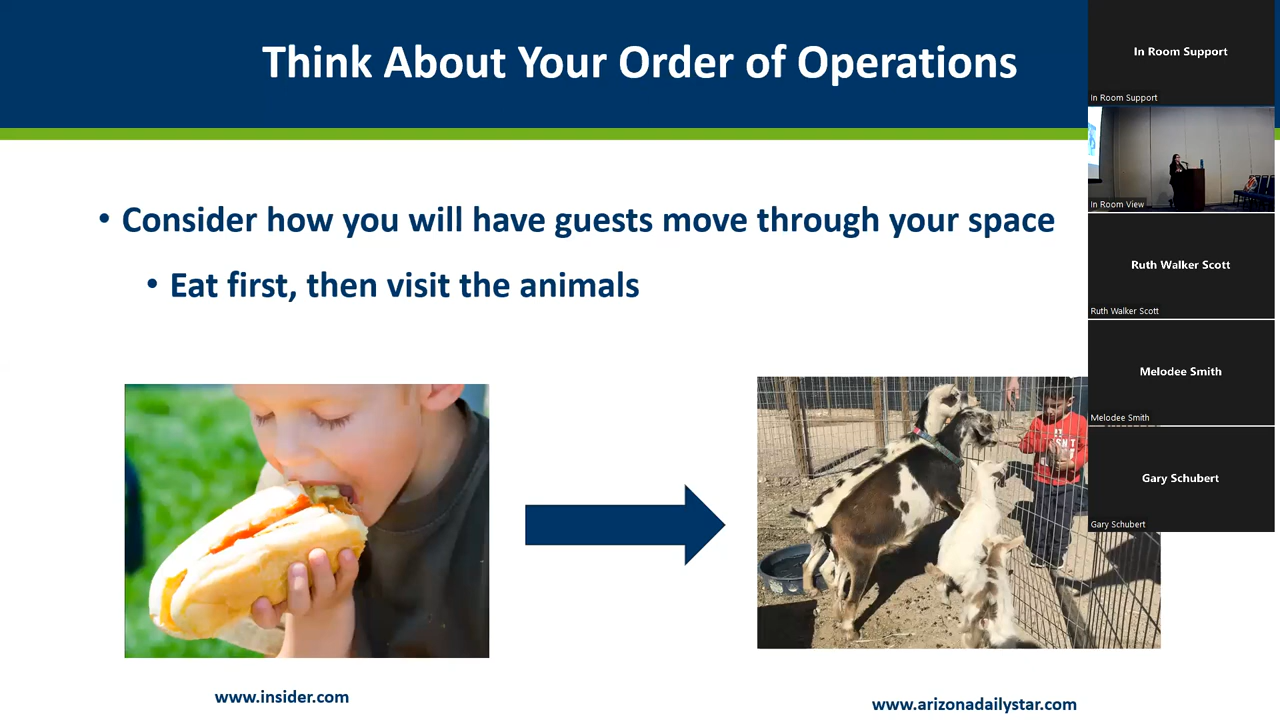 Think About Your Order of Operations
• Consider how you will have guests move through your space
• Eat first, then visit the animals
www.insider.com
www.arizonadailystar.com
In Room Support
In Room Support
In Room View
Ruth Walker Scott
Ruth Walker Scott
Melodee Smith
Melodee Smith
Gary Schubert
Gary Schubert